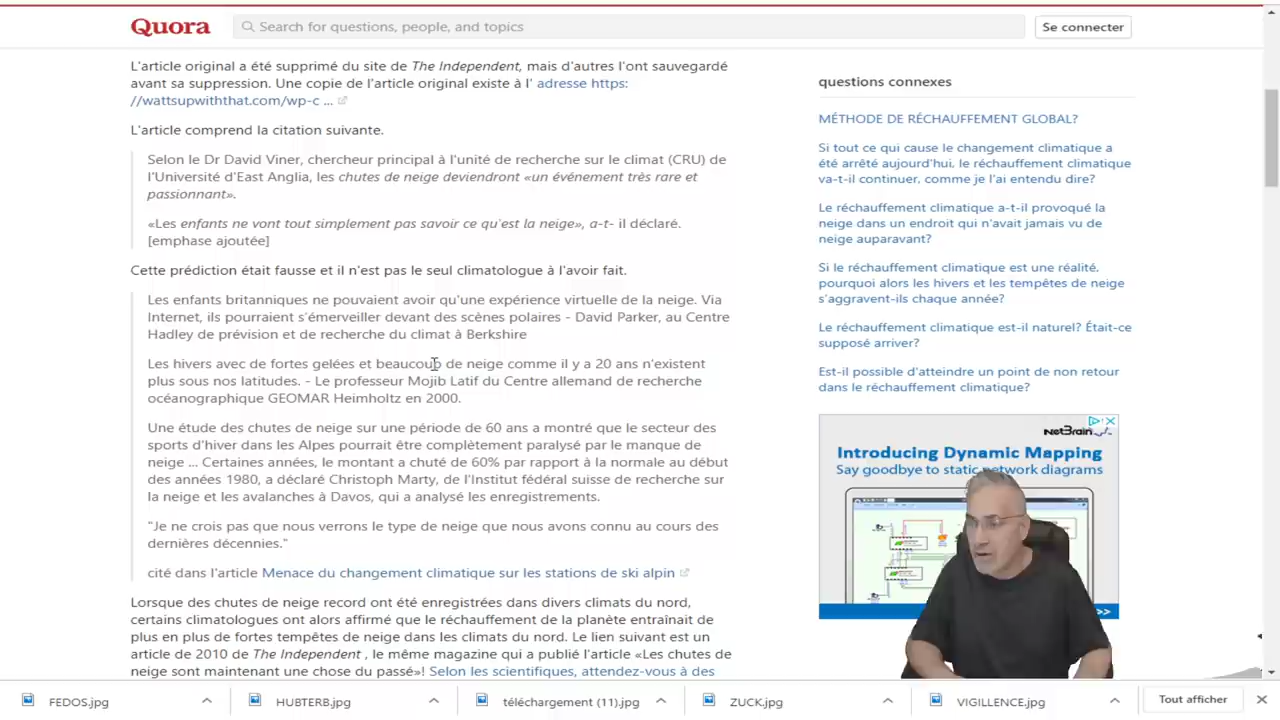 Quora
Search for questions, people, and topics
Se connecter
L'article original a été supprimé du site de The Independent, mais d'autres l'ont sauvegardé
avant sa suppression. Une copie de l'article original existe à l' adresse https:
//wattsupwiththat.com/wp-c ...
L'article comprend la citation suivante.
Selon le Dr David Viner, chercheur principal à l'unité de recherche sur le climat (CRU) de
l'Université d'East Anglia, les chutes de neige deviendront «un événement très rare et
passionnant».
«Les enfants ne vont tout simplement pas savoir ce qu'est la neige», a-t- il déclaré.
[emphase ajoutée]
Cette prédiction était fausse et il n'est pas le seul climatologue à l'avoir fait.
Les enfants britanniques ne pouvaient avoir qu'une expérience virtuelle de la neige. Via
Internet, ils pourraient s'émerveiller devant des scènes polaires - David Parker, au Centre
Hadley de prévision et de recherche du climat à Berkshire
Les hivers avec de fortes gelées et beaucoup de neige comme il y a 20 ans n'existent
plus sous nos latitudes. - Le professeur Mojib Latif du Centre allemand de recherche
océanographique GEOMAR Heimholtz en 2000.
Une étude des chutes de neige sur une période de 60 ans a montré que le secteur des
sports d'hiver dans les Alpes pourrait être complètement paralysé par le manque de
neige ... Certaines années, le montant a chuté de 60% par rapport à la normale au début
des années 1980, a déclaré Christoph Marty, de l'Institut fédéral suisse de recherche sur
la neige et les avalanches à Davos, qui a analysé les enregistrements.
"Je ne crois pas que nous verrons le type de neige que nous avons connu au cours des
dernières décennies."
cité dans l'article Menace du changement climatique sur les stations de ski alpin
Lorsque des chutes de neige record ont été enregistrées dans divers climats du nord,
certains climatologues ont alors affirmé que le réchauffement de la planète entraînait de
plus en plus de fortes tempêtes de neige dans les climats du nord. Le lien suivant est un
article de 2010 de The Independent , le même magazine qui a publié l'article «Les chutes de
neige sont maintenant une chose du passé»! Selon les scientifiques, attendez-vous à des
questions connexes
MÉTHODE DE RÉCHAUFFEMENT GLOBAL?
Si tout ce qui cause le changement climatique a
été arrêté aujourd'hui, le réchauffement climatique
va-t-il continuer, comme je l'ai entendu dire?
Le réchauffement climatique a-t-il provoqué la
neige dans un endroit qui n'avait jamais vu de
neige auparavant?
Si le réchauffement climatique est une réalité,
pourquoi alors les hivers et les tempêtes de neige
s'aggravent-ils chaque année?
Le réchauffement climatique est-il naturel? Était-ce
supposé arriver?
Est-il possible d'atteindre un point de non retour
dans le réchauffement climatique?
NetBrain
Introducing Dynamic Mapping
Say goodbye to static network diagrams
>>
FEDOS.jpg
HUBTERB.jpg
téléchargement (11).jpg
ZUCK.jpg
VIGILLENCE.jpg
Tout afficher